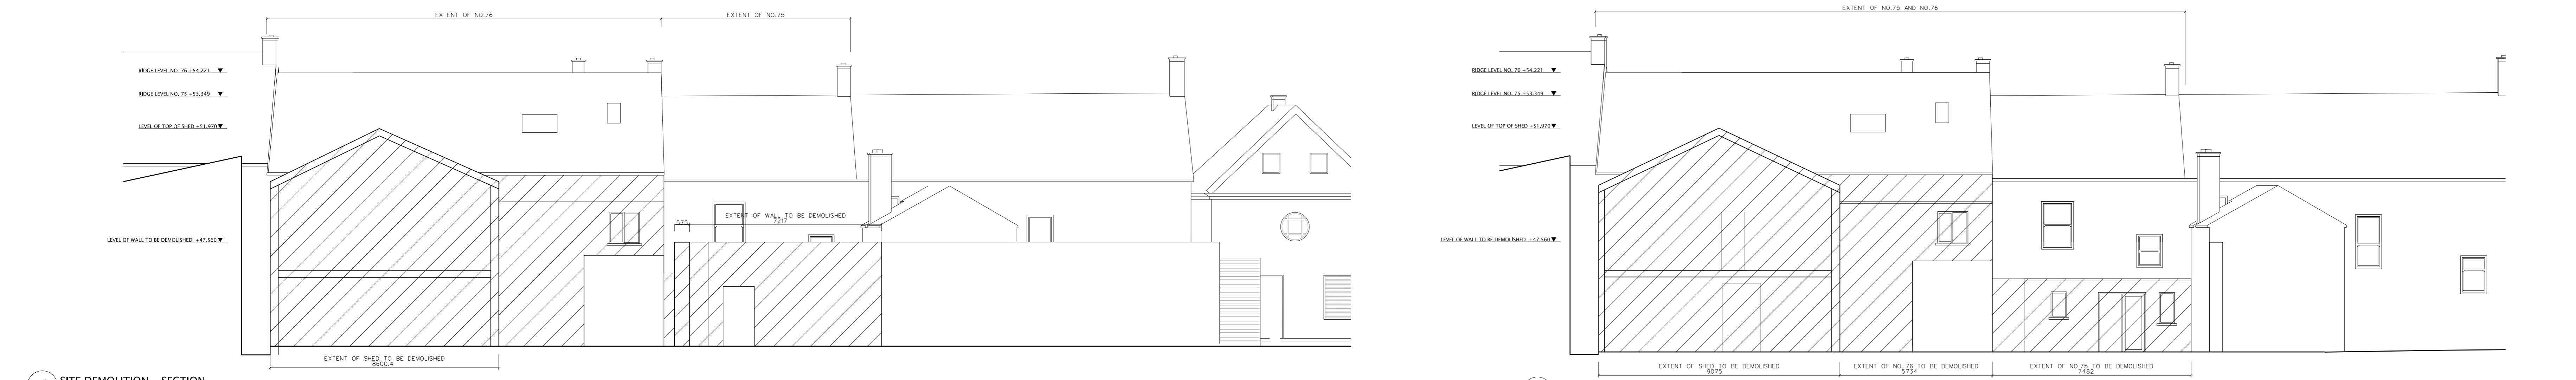 EXTENT OF NO.76
EXTENT OF NO.75
RIDGE LEVEL NO. 76 +54.221
RIDGE LEVEL NO. 75 +53.349
LEVEL OF TOP OF SHED +51.970
LEVEL OF WALL TO BE DEMOLISHED +47.560
575
EXTENT OF WALL TO BE DEMOLISHED
7217
EXTENT OF SHED TO BE DEMOLISHED
8600.4
SITE DEMOLITION - SECTION
EXTENT OF NO.75 AND NO.76
RIDGE LEVEL NO. 76 +54.221
RIDGE LEVEL NO. 75 +53.349
LEVEL OF TOP OF SHED +51.970
LEVEL OF WALL TO BE DEMOLISHED +47.560
EXTENT OF SHED TO BE DEMOLISHED
9075
EXTENT OF NO. 76 TO BE DEMOLISHED
5734
EXTENT OF NO.75 TO BE DEMOLISHED
7482